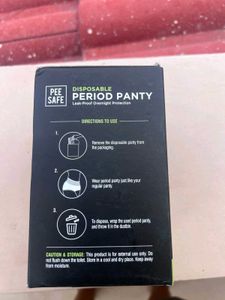 PEE
SAFE
DISPOSABLE
PERIOD PANTY
Leak-Proof Overnight Protection
DIRECTIONS TO USE
1.
Remove the disposable panty from
the packaging.
2.
Wear period panty just like your
regular panty.
3.
To dispose, wrap the used period panty,
and throw it in the dustbin.
CAUTION & STORAGE: This product is for external use only. Do
not flush down the toilet. Store in a cool and dry place. Keep away
from moisture.